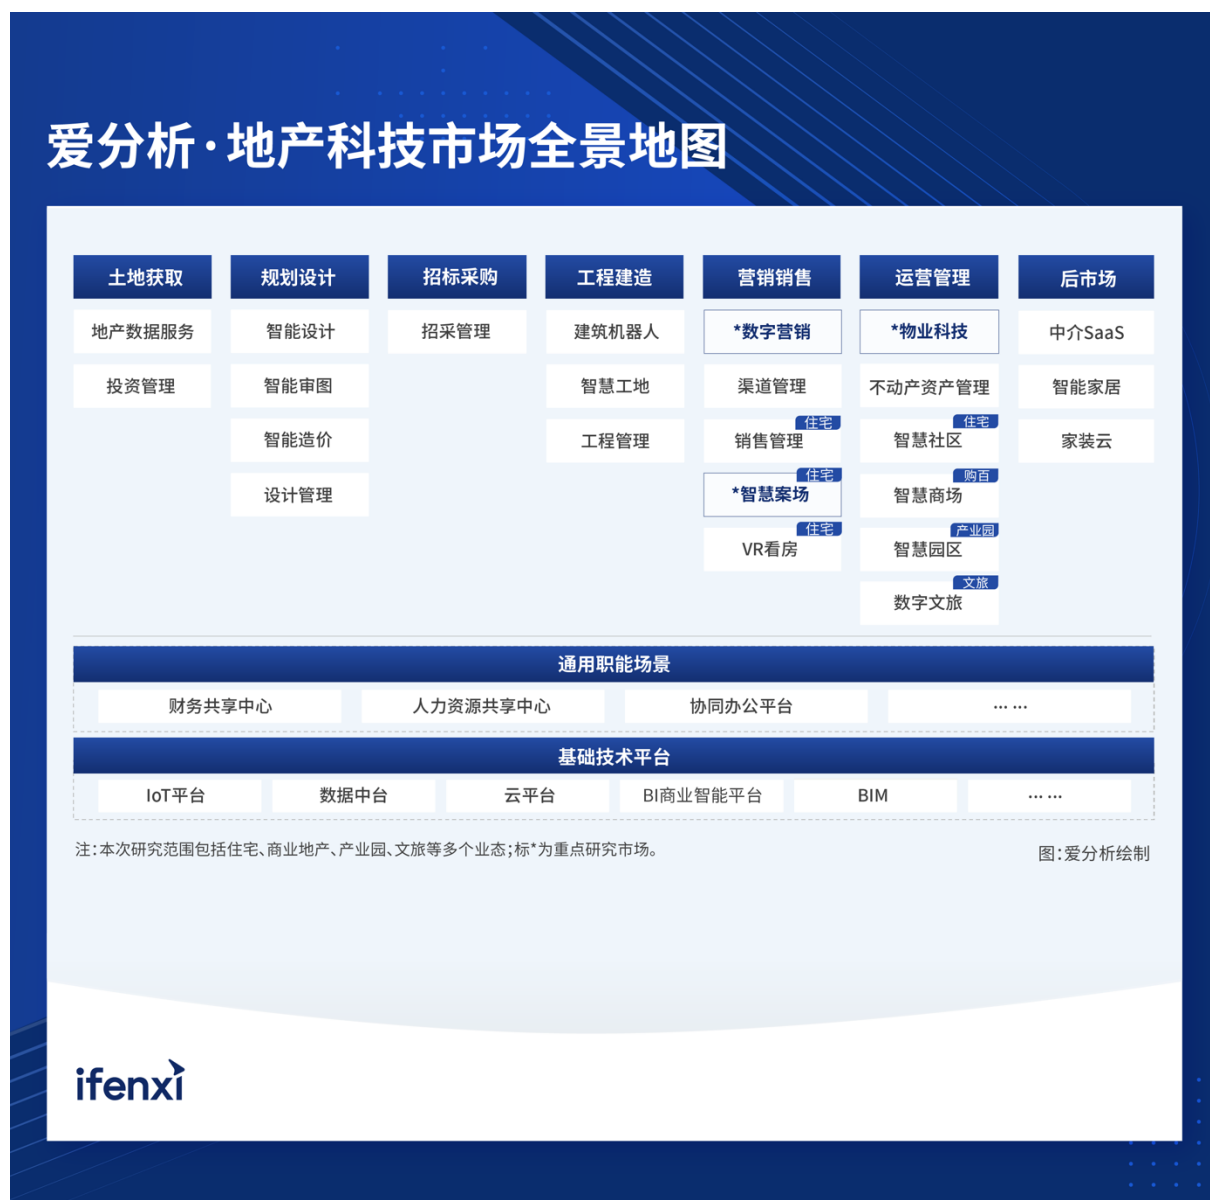 爱分析·地产科技市场全景地图
土地获取
地产数据服务
投资管理
规划设计
智能设计
智能审图
智能造价
设计管理
招标采购
招采管理
工程建造
建筑机器人
智慧工地
工程管理
营销销售
*数字营销
渠道管理
住宅
销售管理
住宅
*智慧案场
住宅
VR看房
运营管理
*物业科技
不动产资产管理
住宅
智慧社区
购百
智慧商场
产业园
智慧园区
文旅
数字文旅
后市场
中介SaaS
智能家居
家装云
通用职能场景
财务共享中心
人力资源共享中心
协同办公平台
… …
基础技术平台
IoT平台
数据中台
云平台
BI商业智能平台
BIM
… …
注：本次研究范围包括住宅、商业地产、产业园、文旅等多个业态；标*为重点研究市场。
图：爱分析绘制
ifenxi